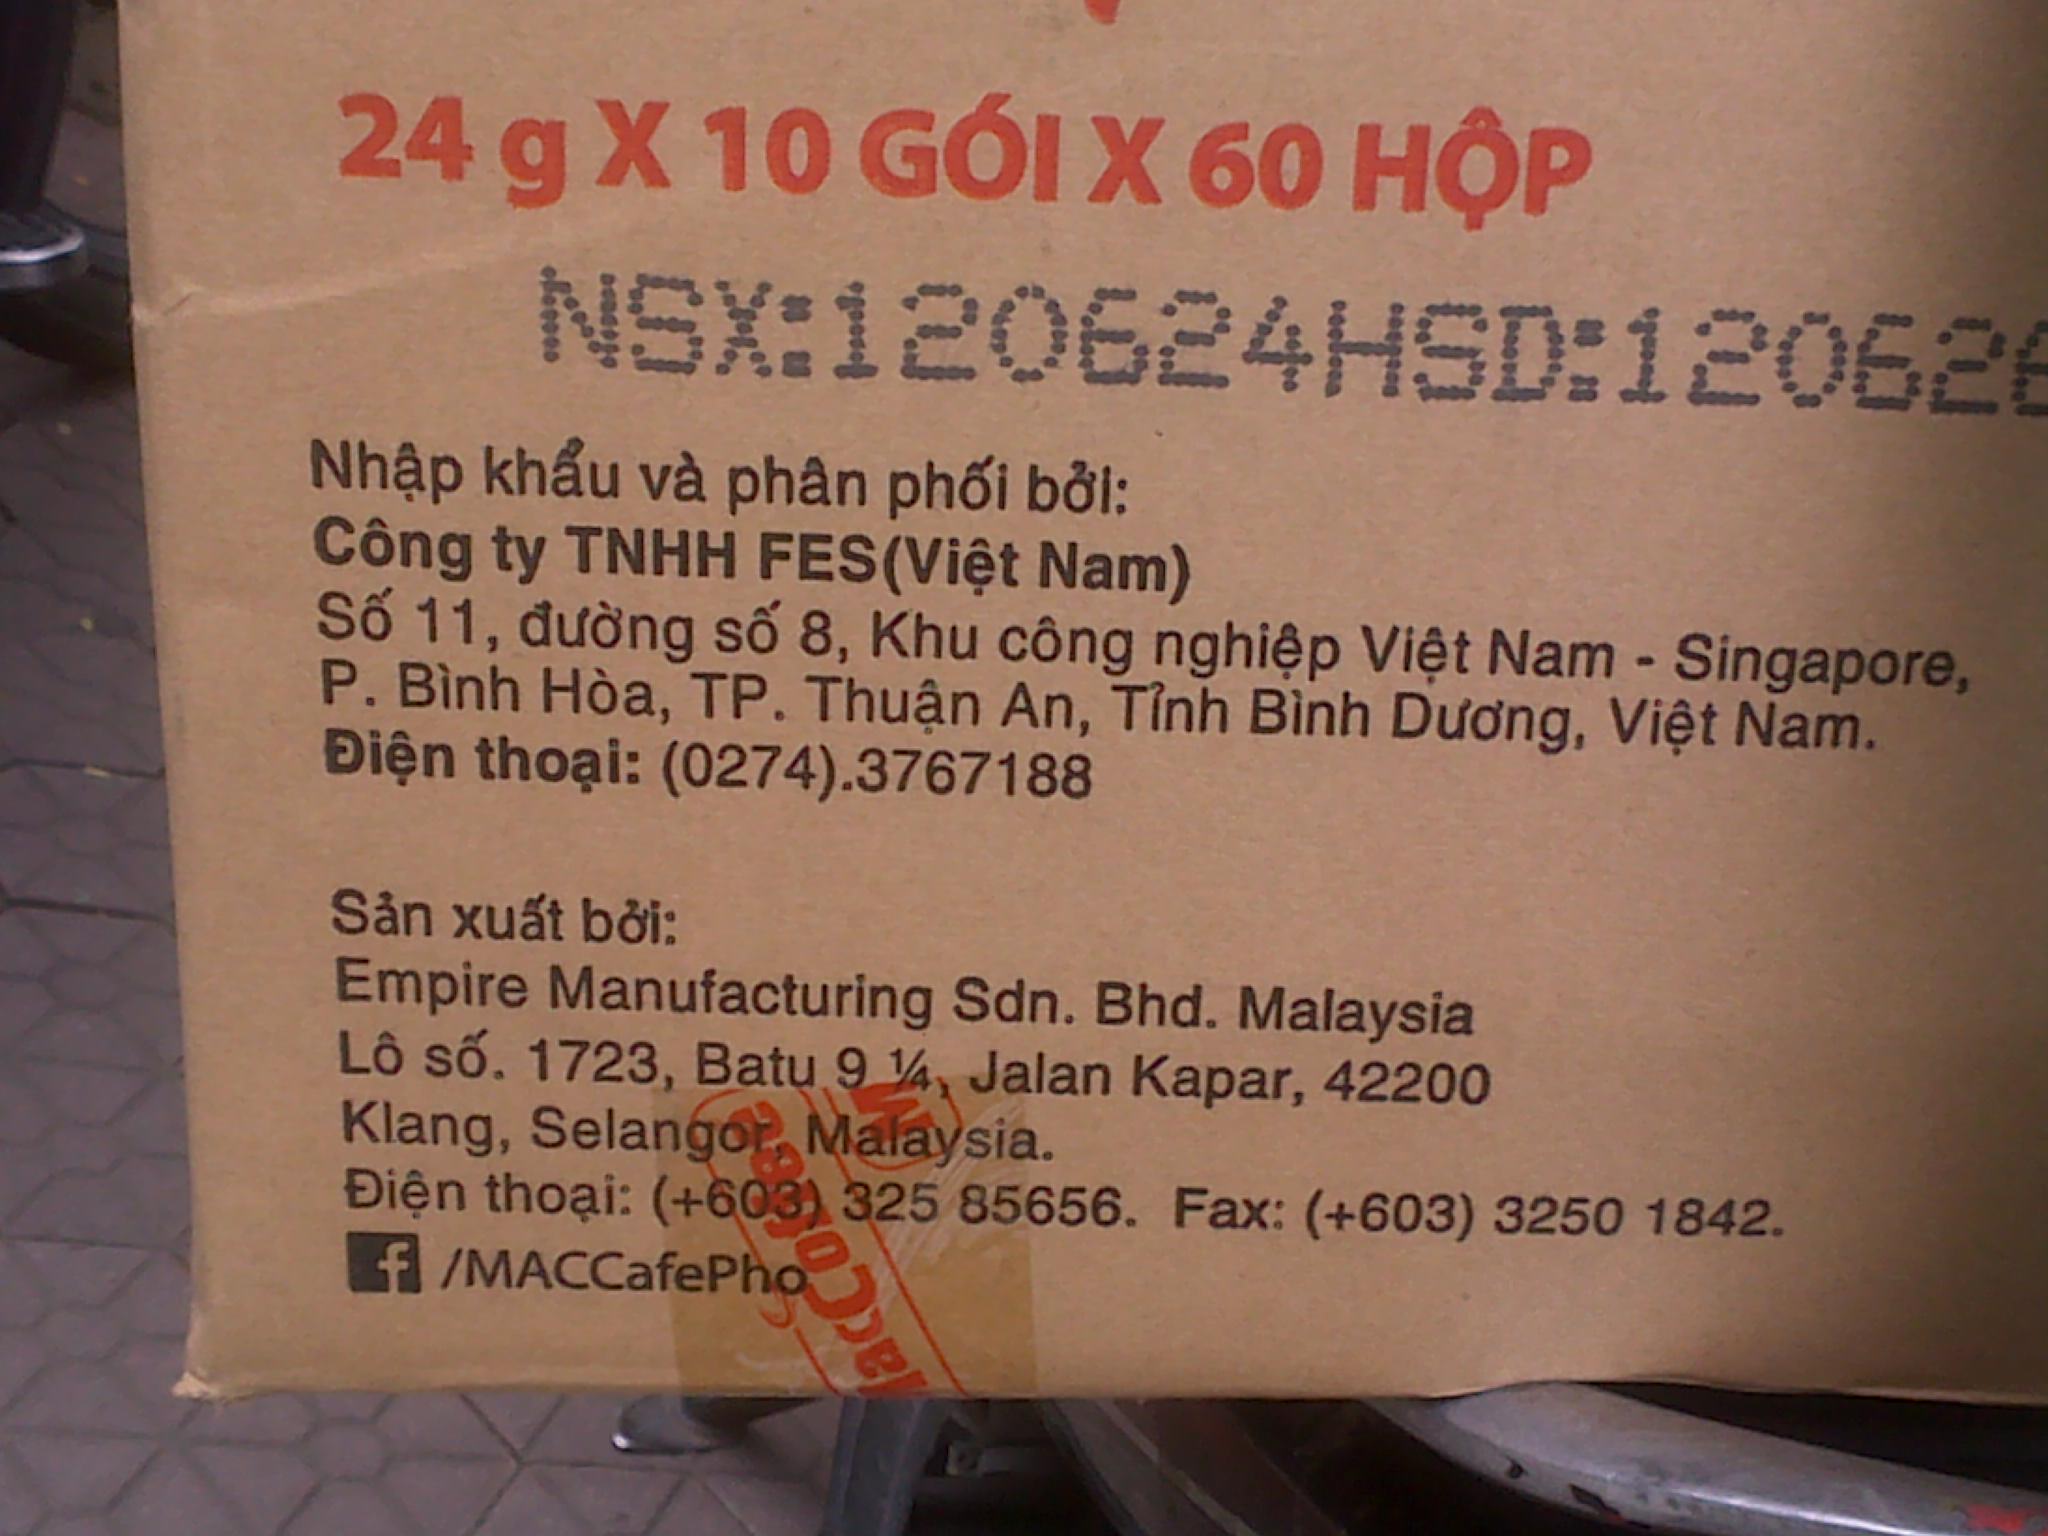 24 g X 10 GÓI X 60 HỘP
NSX:120624HSD:120626
Nhập khẩu và phân phối bởi:
Công ty TNHH FES(Việt Nam)
Số 11, đường số 8, Khu công nghiệp Việt Nam - Singapore,
P. Bình Hòa, TP. Thuận An, Tỉnh Bình Dương, Việt Nam.
Điện thoại: (0274).3767188
Sản xuất bởi:
Empire Manufacturing Sdn. Bhd. Malaysia
Lô số. 1723, Batu 9 ¼, Jalan Kapar, 42200
Klang, Selangor, Malaysia.
Điện thoại: (+603) 325 85656. Fax: (+603) 3250 1842.
/MACCafePho
MacCoffee